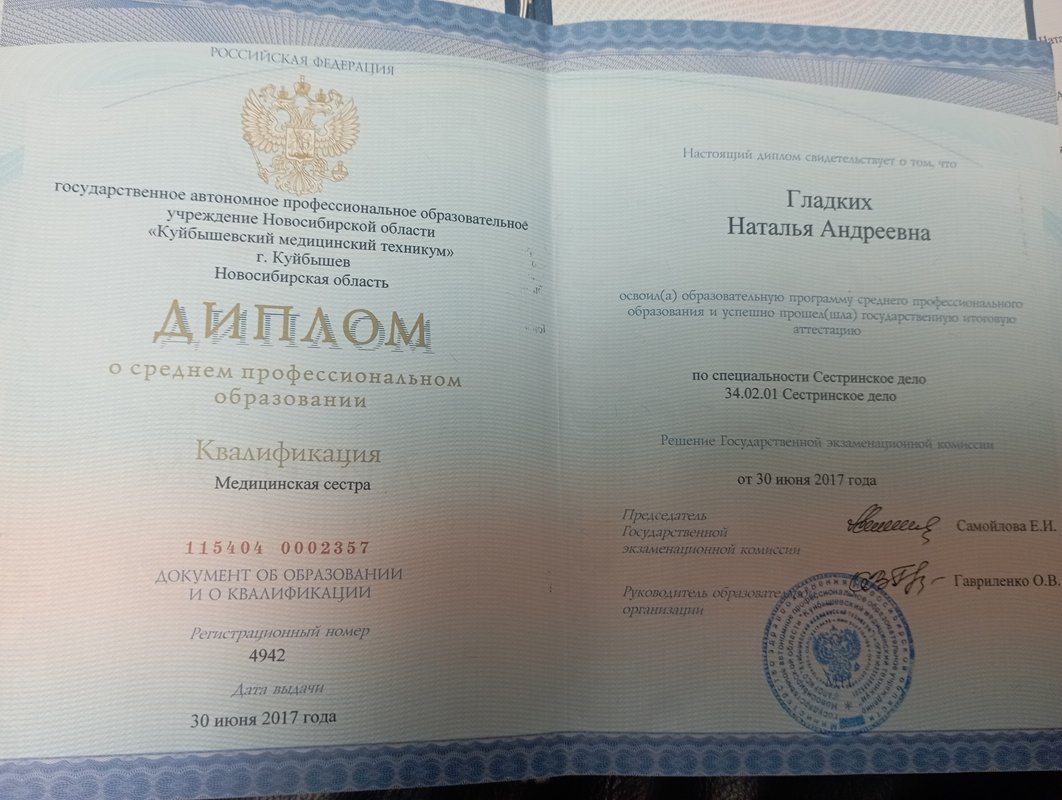 РОССИЙСКАЯ ФЕДЕРАЦИЯ
государственное автономное профессиональное образовательное
учреждение Новосибирской области
«Куйбышевский медицинский техникум»
г. Куйбышев
Новосибирская область
ДИПЛОМ
о среднем профессиональном
образовании
Квалификация
Медицинская сестра
115404 0002357
ДОКУМЕНТ ОБ ОБРАЗОВАНИИ
И О КВАЛИФИКАЦИИ
Регистрационный номер
4942
Дата выдачи
30 июня 2017 года
Настоящий диплом свидетельствует о том, что
Гладких
Наталья Андреевна
освоил(а) образовательную программу среднего профессионального
образования и успешно прошел(шла) государственную итоговую
аттестацию
по специальности Сестринское дело
34.02.01 Сестринское дело
Решение Государственной экзаменационной комиссии
от 30 июня 2017 года
Председатель
Государственной
экзаменационной комиссии
Самойлова Е.И.
Руководитель образовательной
организации
Гавриленко О.В.